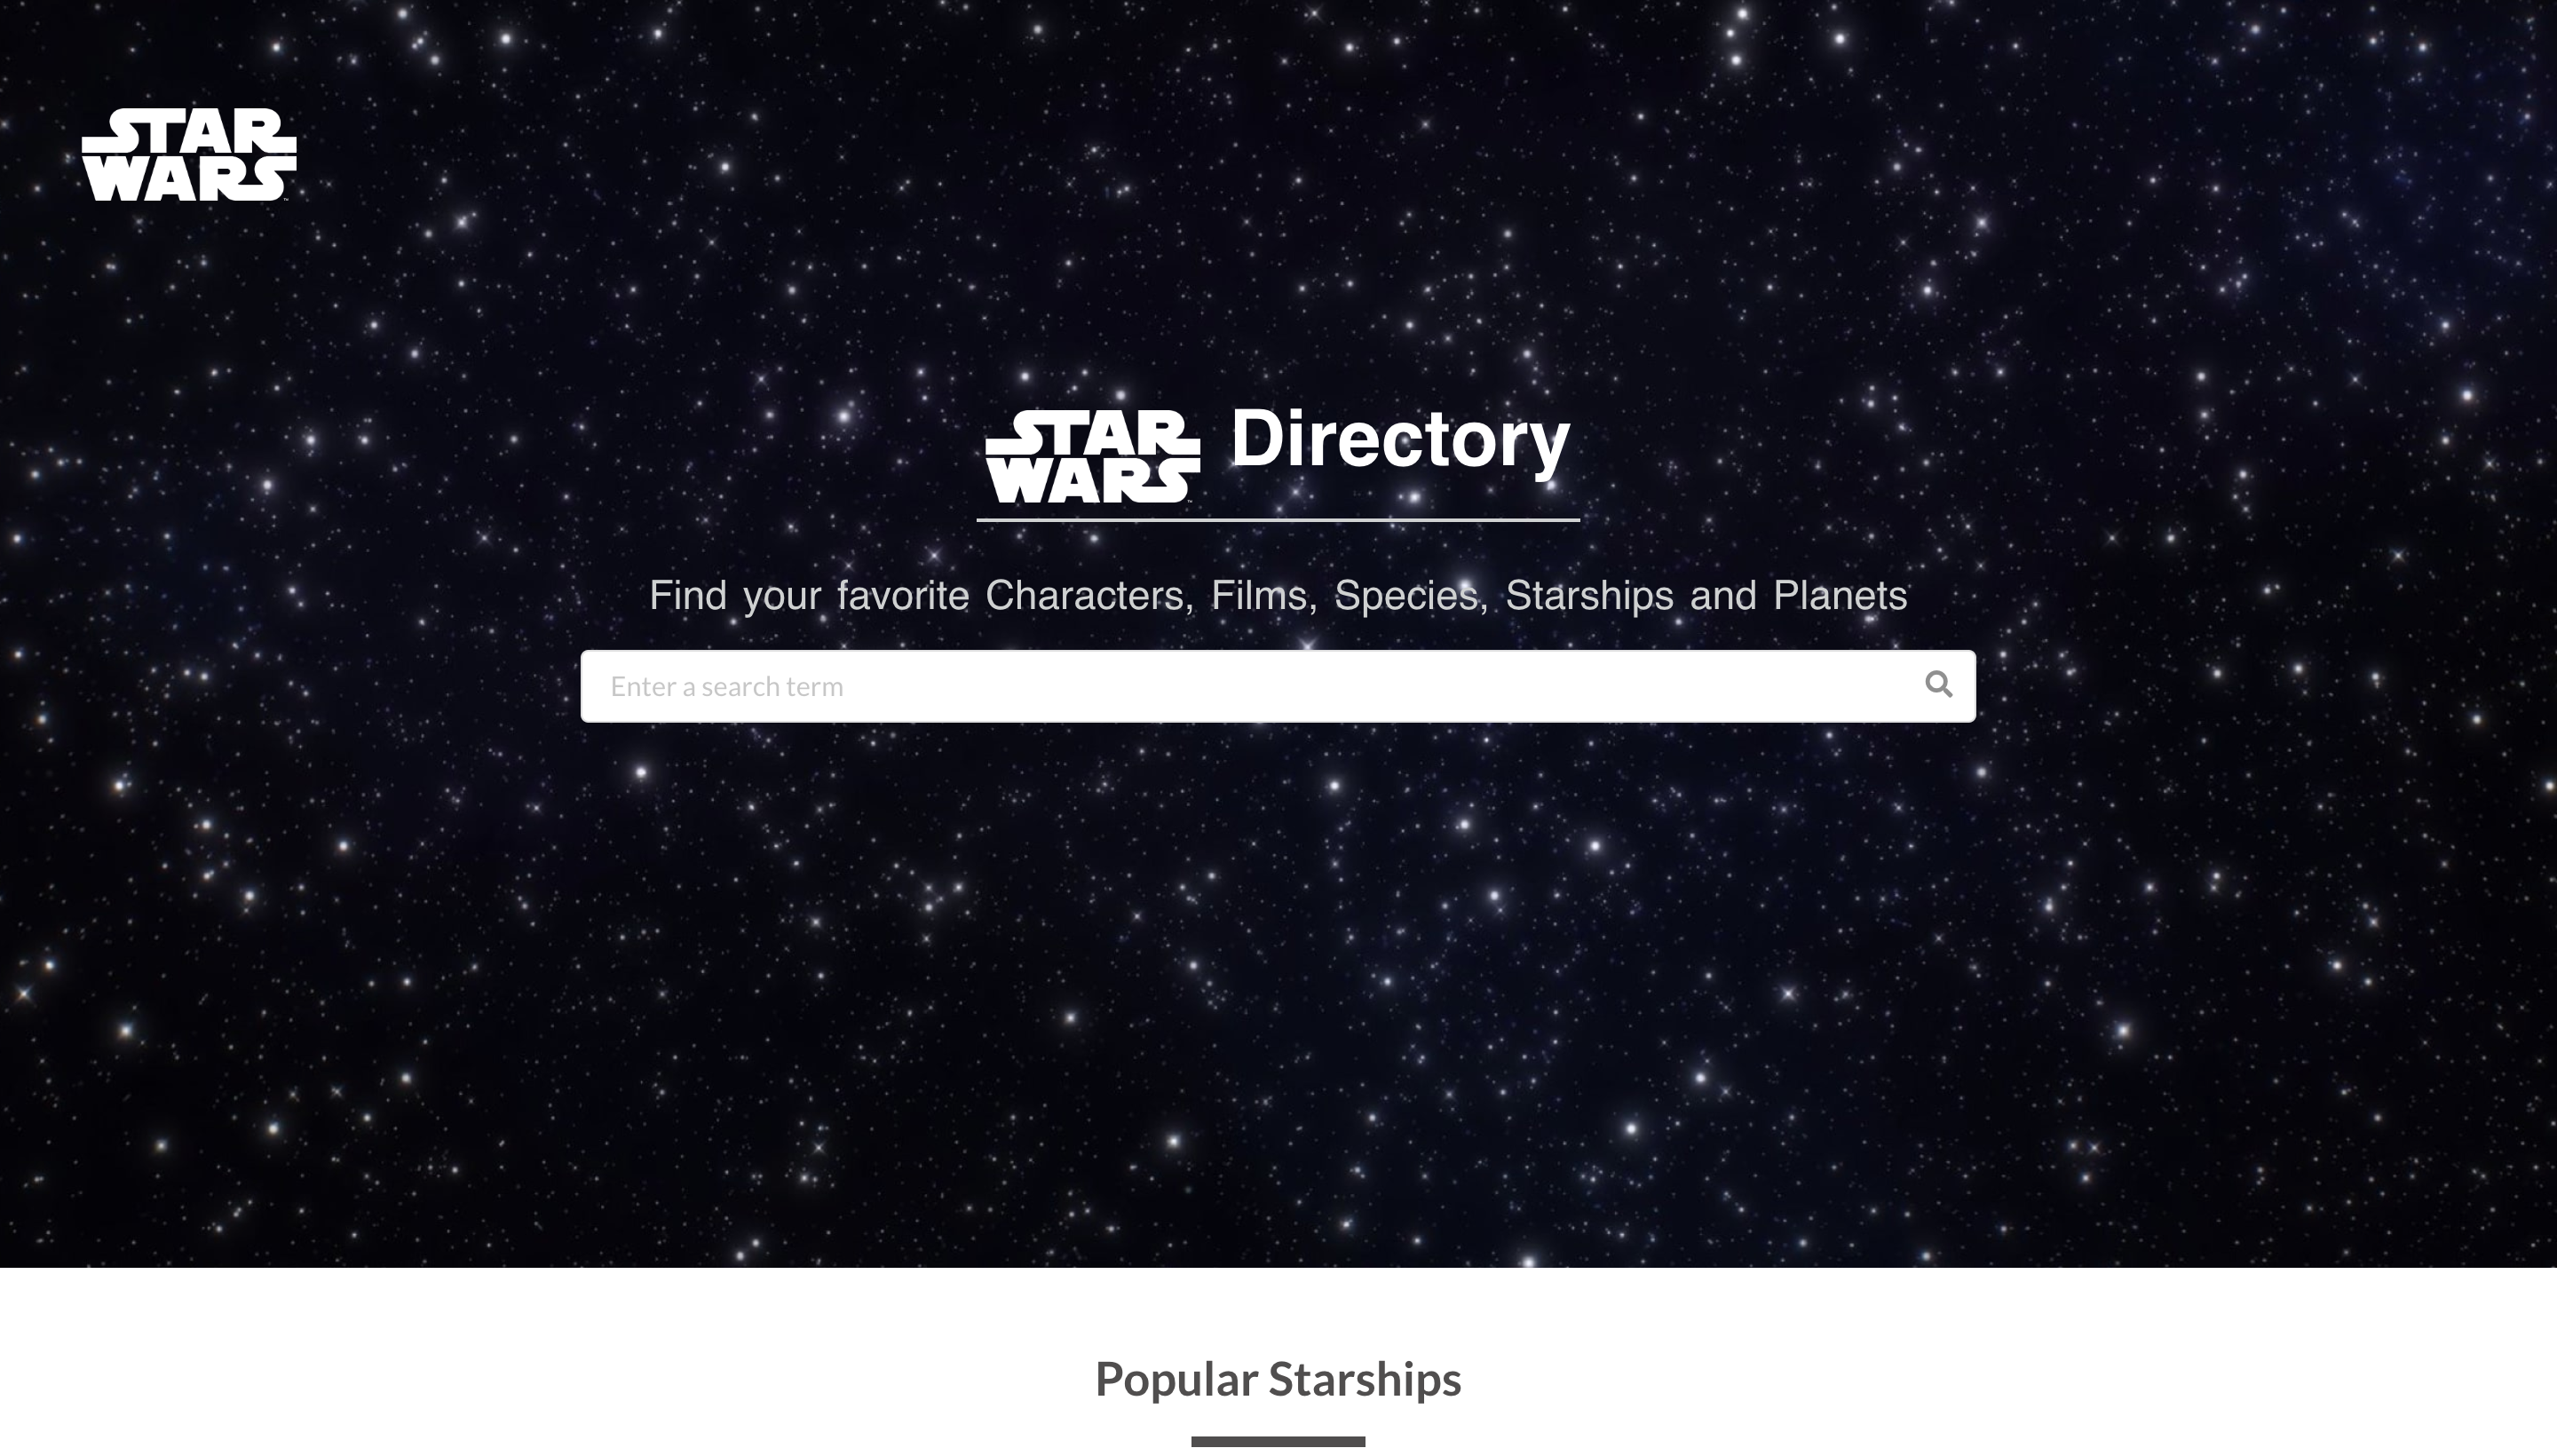 STAR
WARS
STAR
WARS
Directory
Find your favorite Characters, Films, Species, Starships and Planets
Enter a search term
Popular Starships